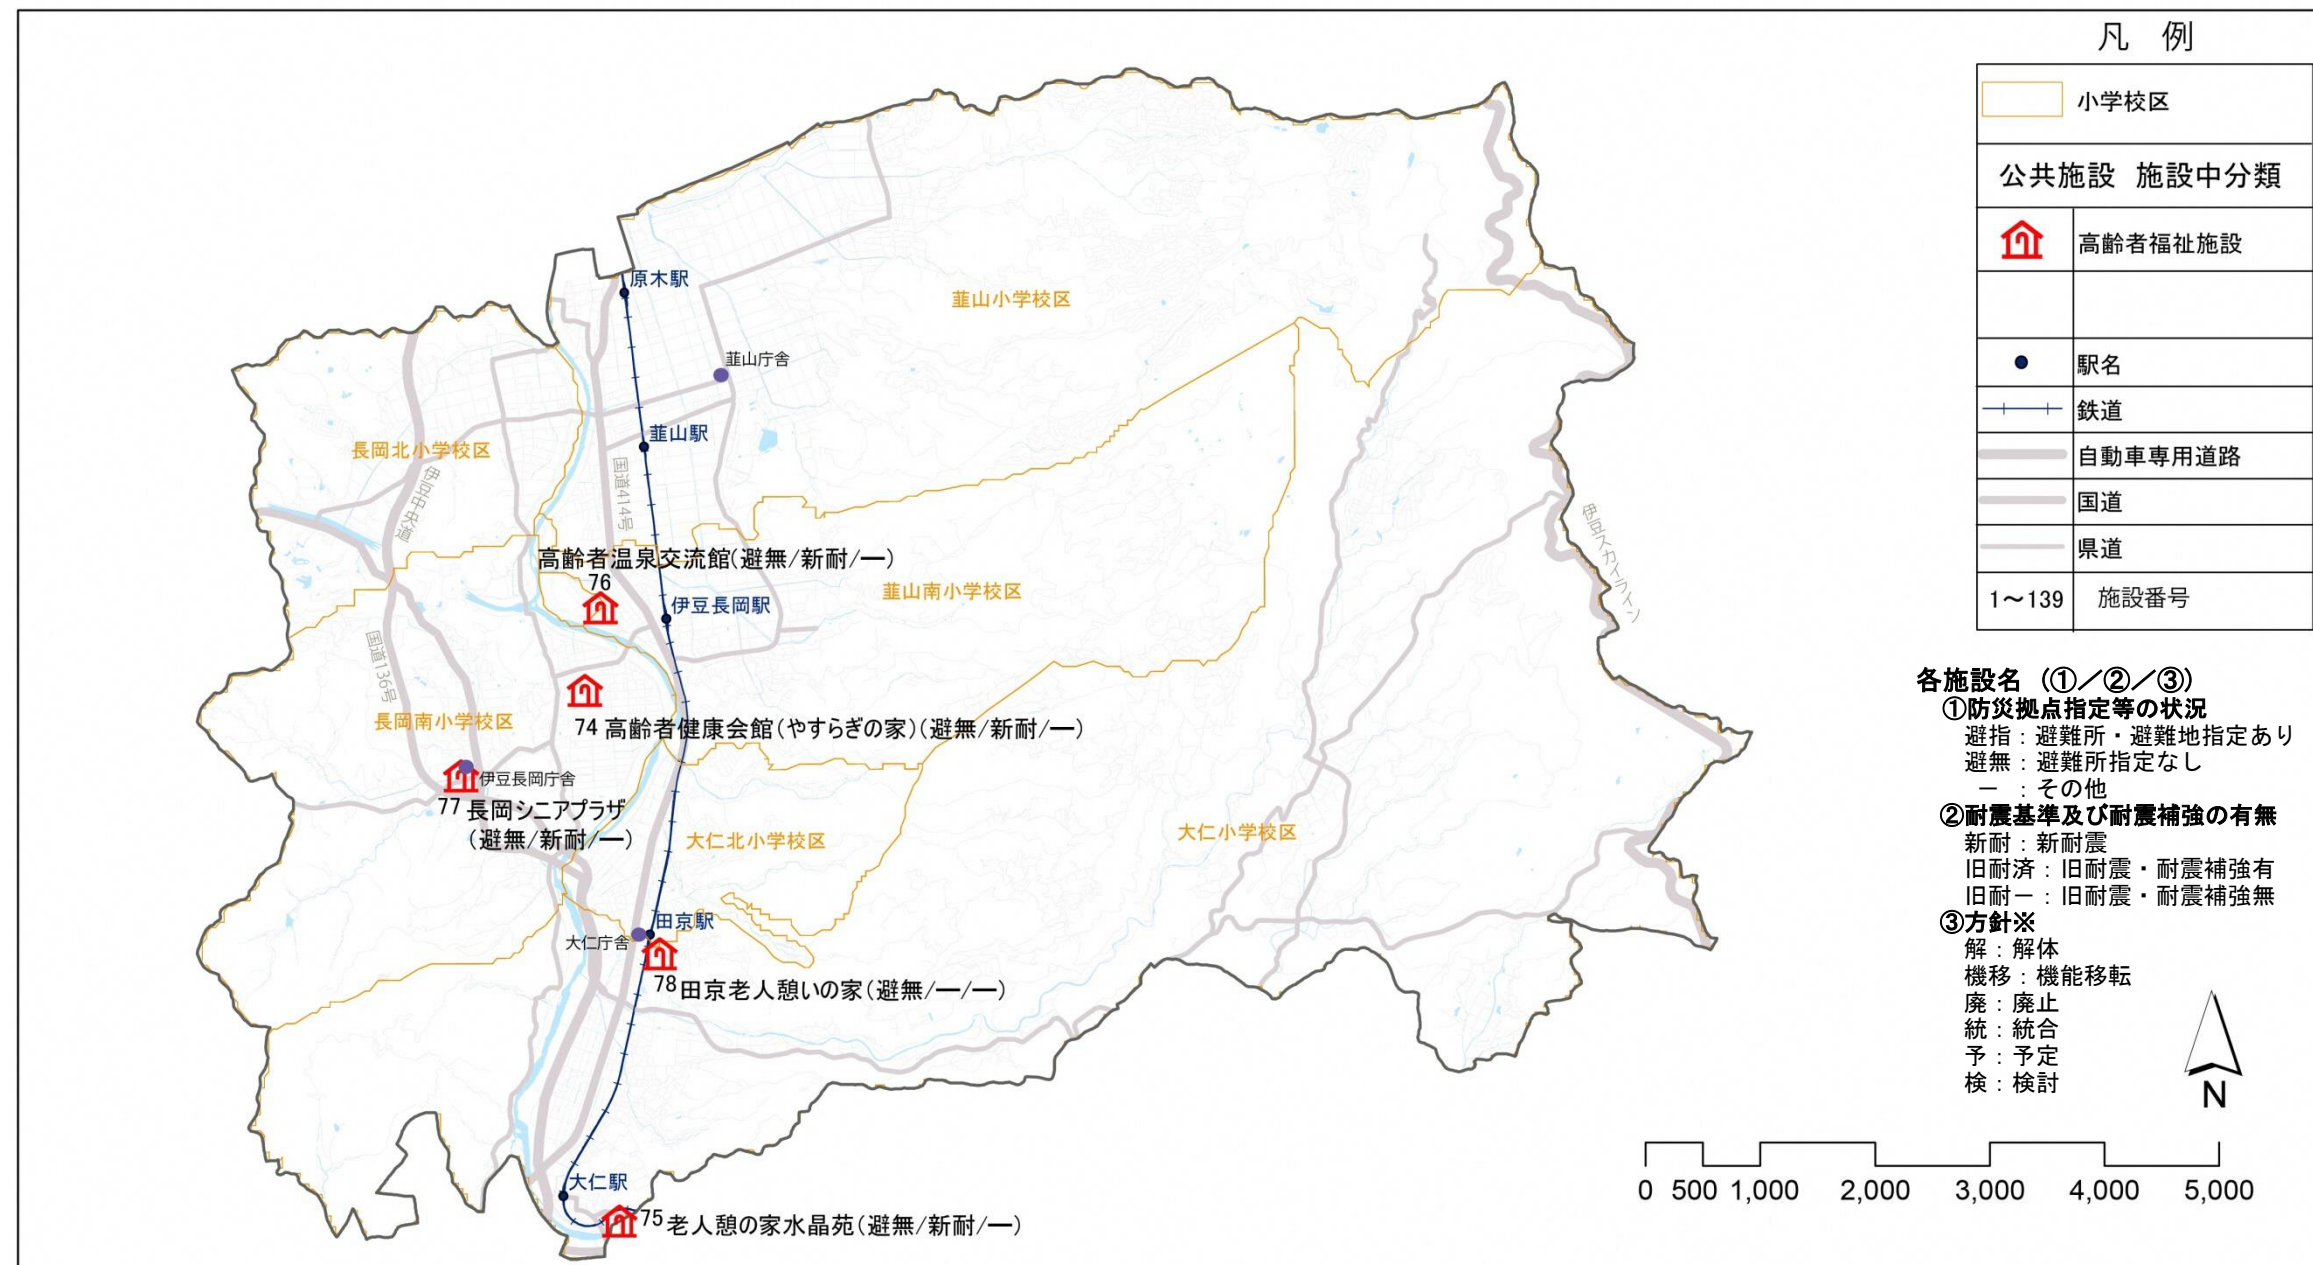 原木駅
韮山小学校区
韮山庁舎
韮山駅
長岡北小学校区
伊豆中央道
国道414号
伊豆スカイライン
高齢者温泉交流館(避無/新耐/―)
76
韮山南小学校区
伊豆長岡駅
国道136号
長岡南小学校区
74 高齢者健康会館(やすらぎの家)(避無/新耐/―)
伊豆長岡庁舎
77 長岡シニアプラザ
(避無/新耐/―)
大仁北小学校区
大仁小学校区
田京駅
大仁庁舎
78 田京老人憩いの家(避無/―/―)
大仁駅
75 老人憩の家水晶苑(避無/新耐/―)
凡 例
小学校区
公共施設 施設中分類
高齢者福祉施設
駅名
鉄道
自動車専用道路
国道
県道
1～139 施設番号
各施設名（①／②／③）
①防災拠点指定等の状況
避指：避難所・避難地指定あり
避無：避難所指定なし
－ ：その他
②耐震基準及び耐震補強の有無
新耐：新耐震
旧耐済：旧耐震・耐震補強有
旧耐－：旧耐震・耐震補強無
③方針※
解：解体
機移：機能移転
廃：廃止
統：統合
予：予定
検：検討
N
0 500 1,000 2,000 3,000 4,000 5,000